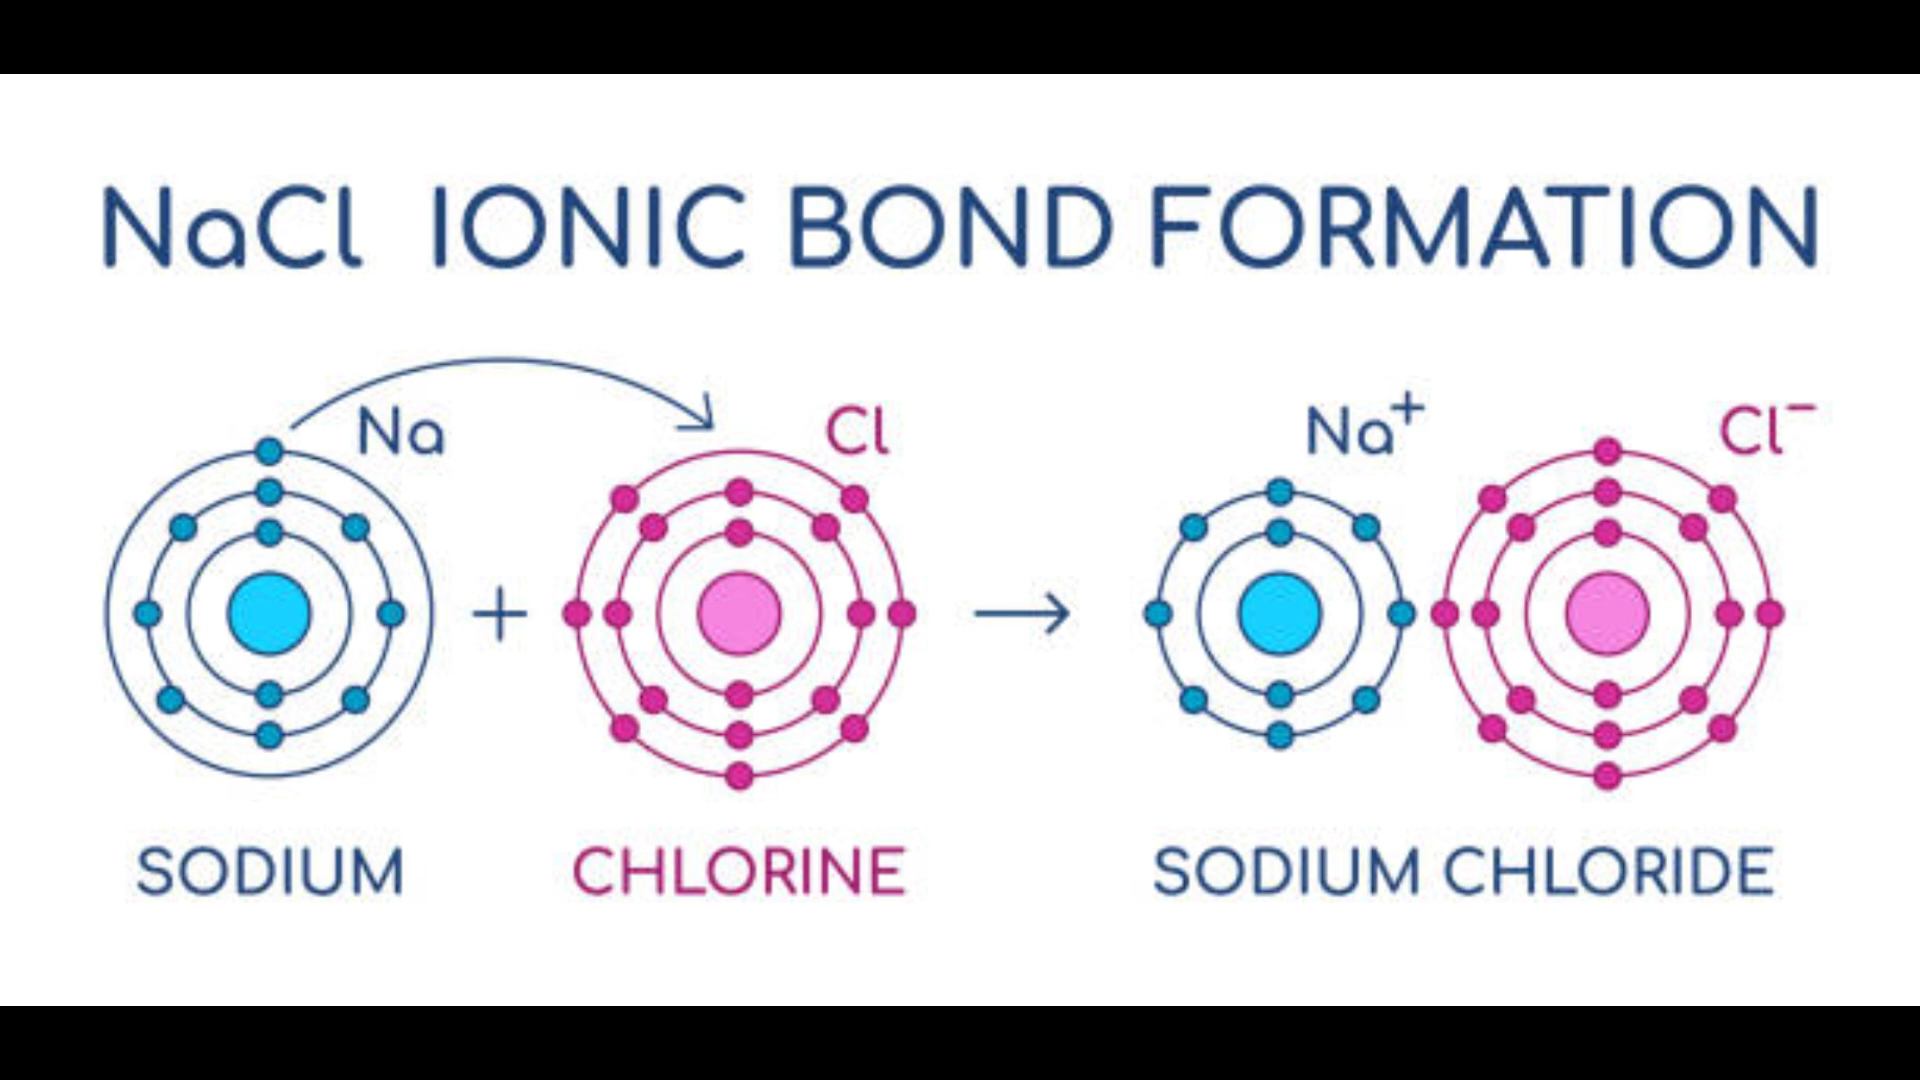 NaCl IONIC BOND FORMATION
Na
Cl
Na⁺
Cl⁻
+
SODIUM
CHLORINE
SODIUM CHLORIDE